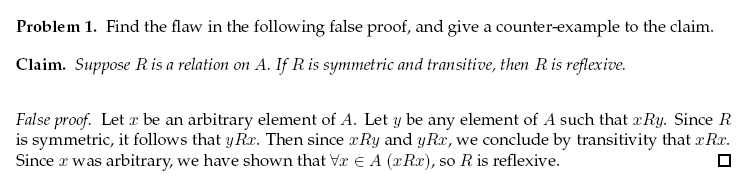 Problem 1. Find the flaw in the following false proof, and give a counter-example to the claim.
Claim. Suppose R is a relation on A. If R is symmetric and transitive, then R is reflexive.
False proof. Let x be an arbitrary element of A. Let y be any element of A such that xRy. Since R
is symmetric, it follows that yRx. Then since xRy and yRx, we conclude by transitivity that xRx.
Since x was arbitrary, we have shown that ∀x ∈ A (xRx), so R is reflexive. □